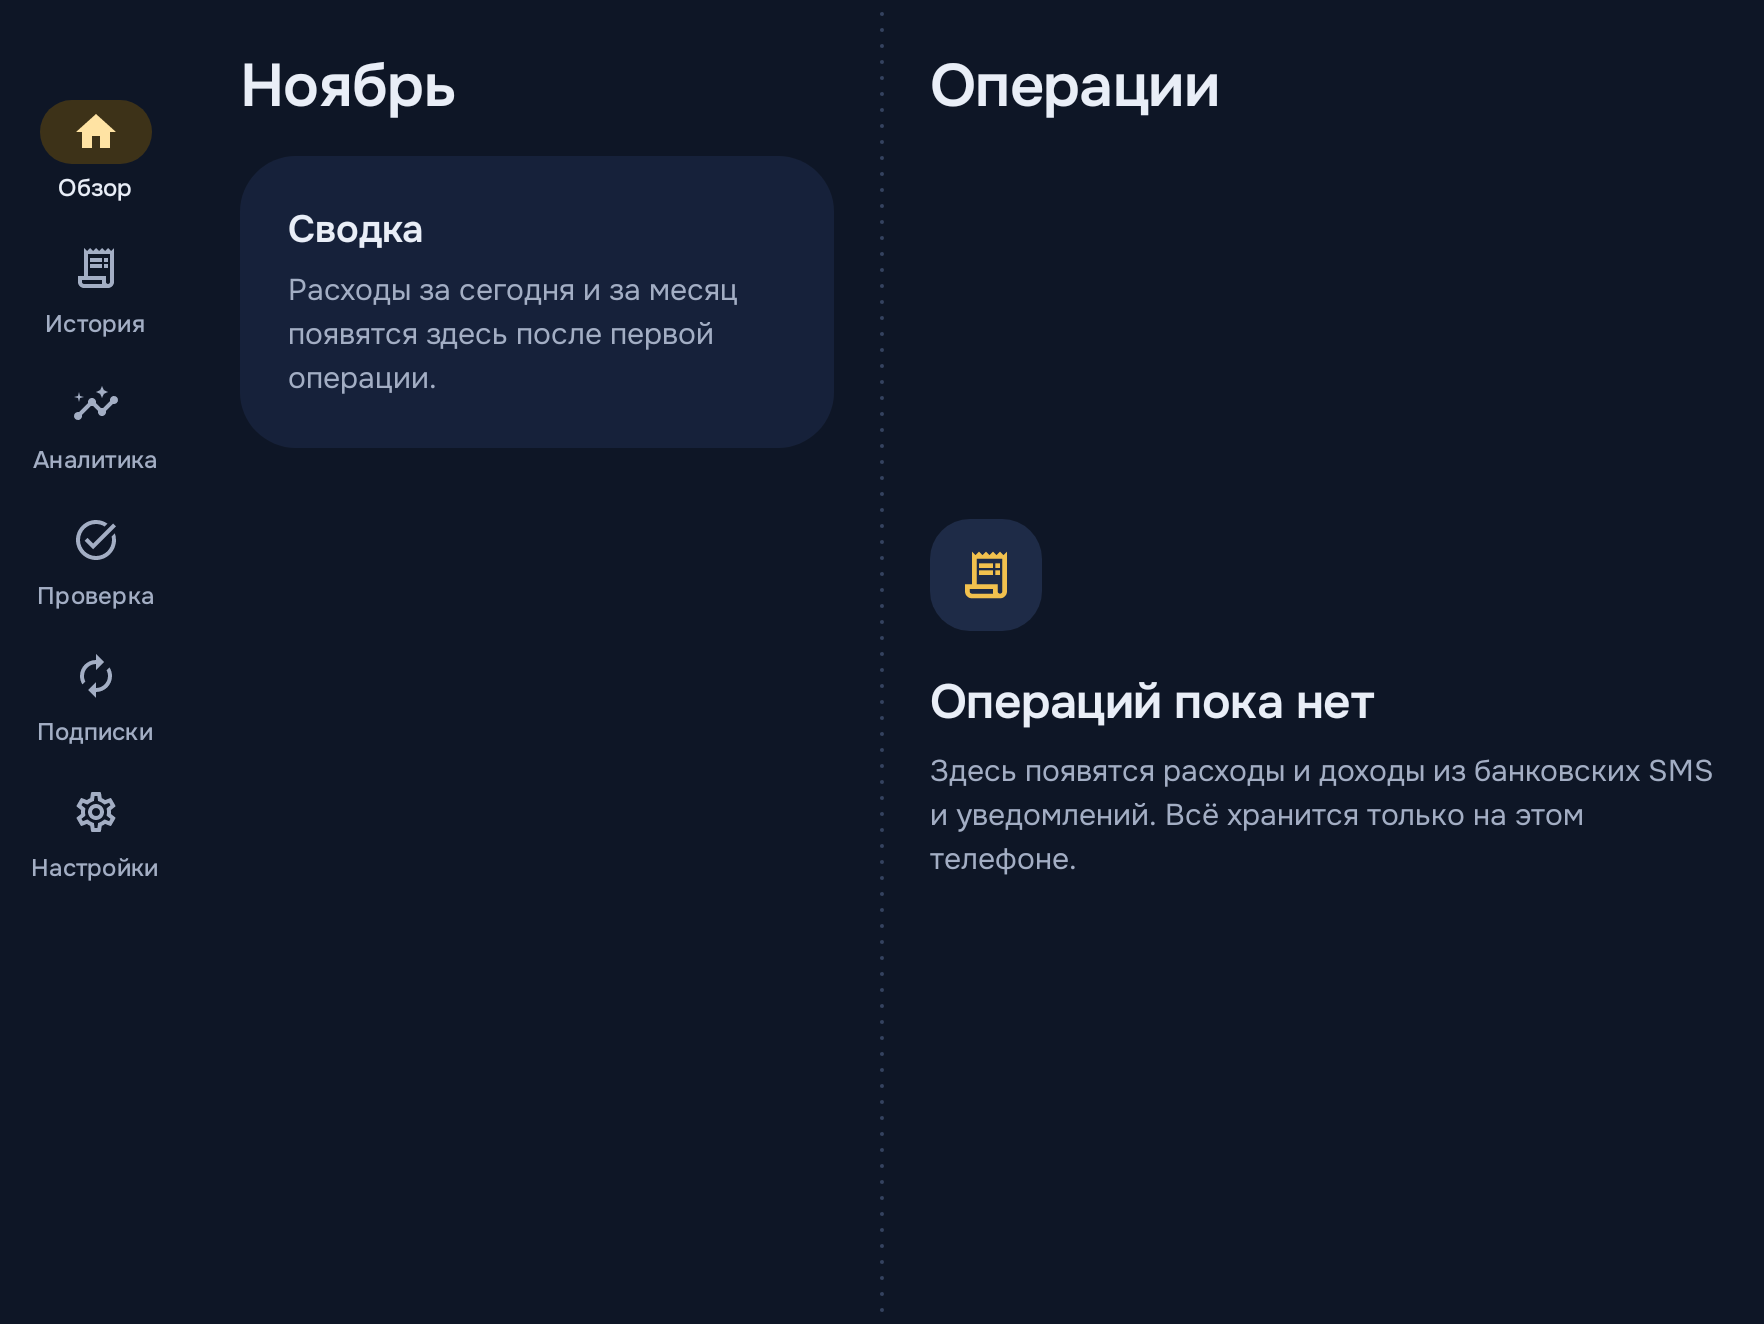 Обзор
История
Аналитика
Проверка
Подписки
Настройки
Ноябрь
Сводка
Расходы за сегодня и за месяц
появятся здесь после первой
операции.
Операции
Операций пока нет
Здесь появятся расходы и доходы из банковских SMS
и уведомлений. Всё хранится только на этом
телефоне.